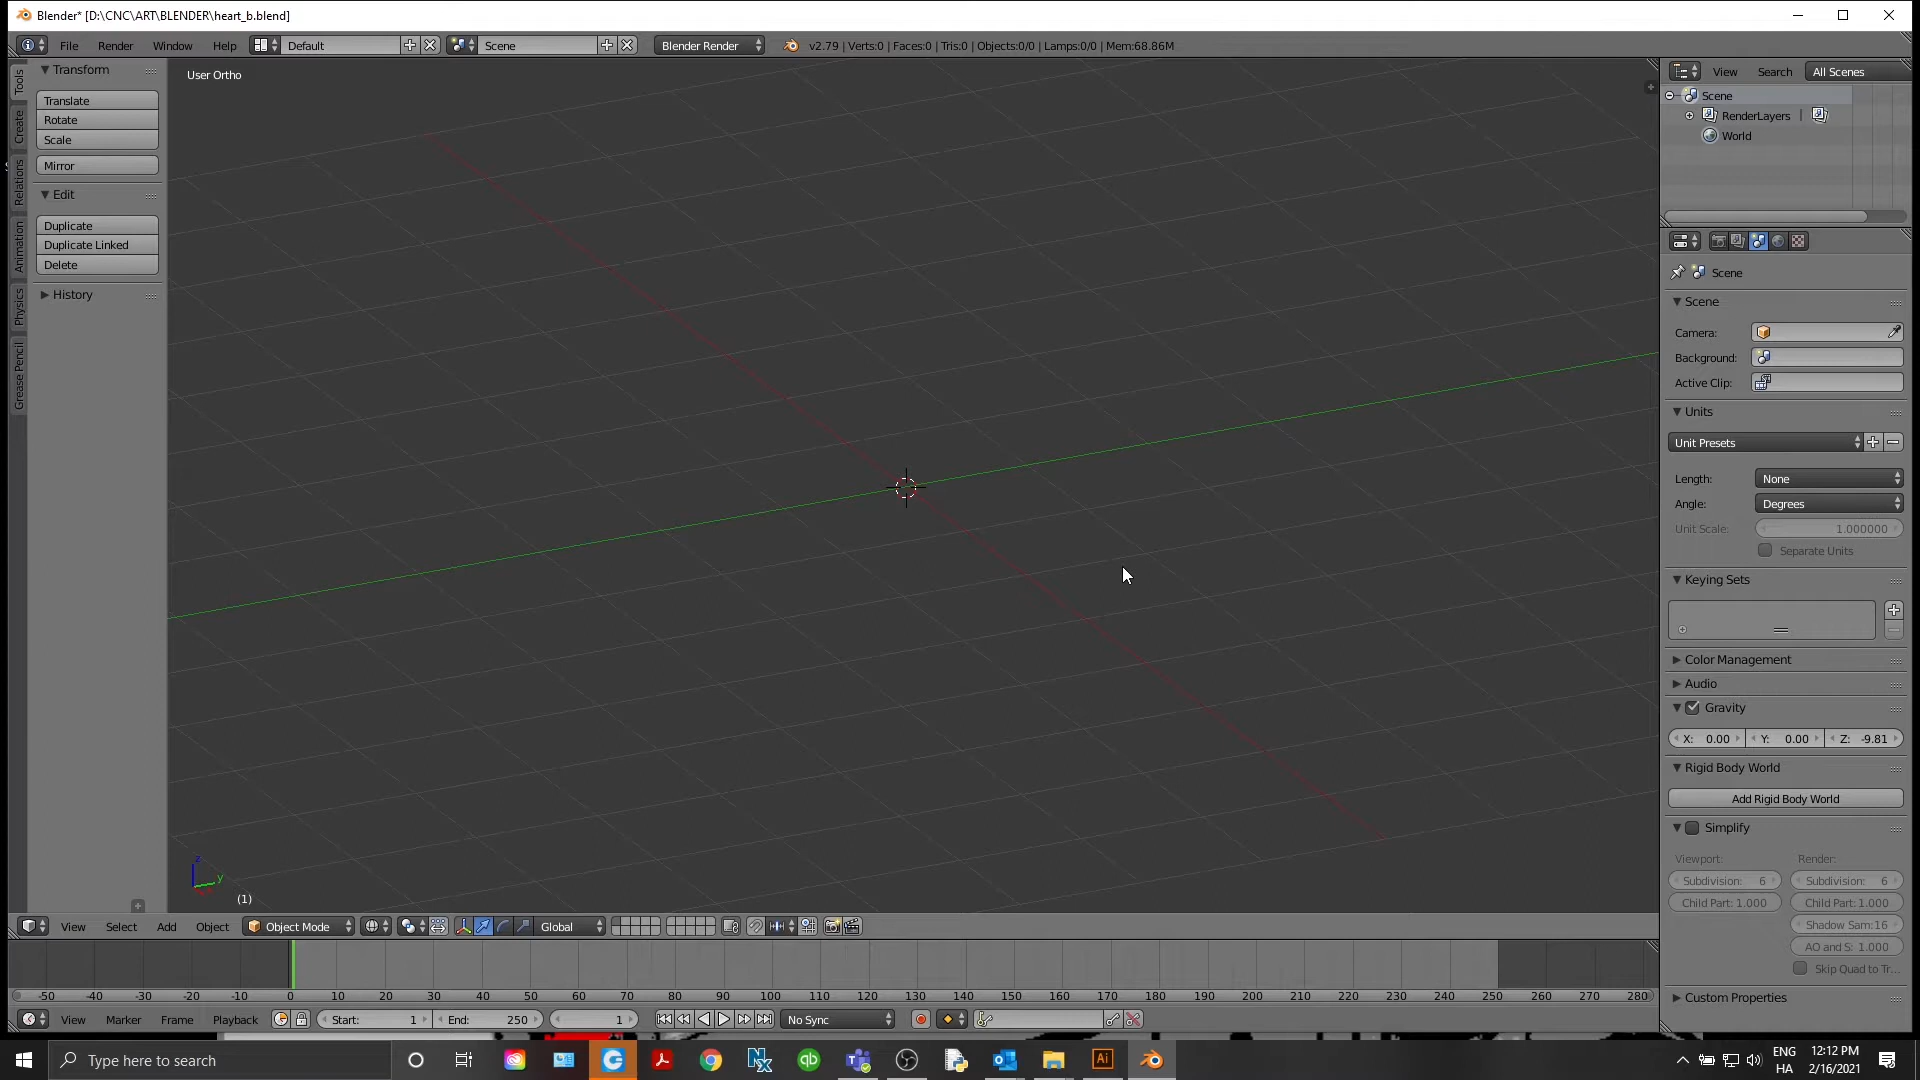 Blender* [D:\CNC\ART\BLENDER\heart_b.blend]
File Render Window Help Default Scene Blender Render v2.79 | Verts:0 | Faces:0 | Tris:0 | Objects:0/0 | Lamps:0/0 | Mem:68.86M
Tools
Create
Relations
Animation
Physics
Grease Pencil
Transform
Translate
Rotate
Scale
Mirror
Edit
Duplicate
Duplicate Linked
Delete
History
User Ortho
z
y
(1)
View Search All Scenes
Scene
RenderLayers |
World
Scene
Scene
Camera:
Background:
Active Clip:
Units
Unit Presets
Length: None
Angle: Degrees
Unit Scale: 1.000000
Separate Units
Keying Sets
Color Management
Audio
Gravity
X: 0.00 Y: 0.00 Z: -9.81
Rigid Body World
Add Rigid Body World
Simplify
Viewport: Render:
Subdivision: 6 Subdivision: 6
Child Part: 1.000 Child Part: 1.000
Shadow Sam:16
AO and S: 1.000
Skip Quad to Tr...
Custom Properties
View Select Add Object Object Mode Global
-50 -40 -30 -20 -10 0 10 20 30 40 50 60 70 80 90 100 110 120 130 140 150 160 170 180 190 200 210 220 230 240 250 260 270 280
View Marker Frame Playback Start: 1 End: 250 1 No Sync
Type here to search
Ai
ENG
HA
12:12 PM
2/16/2021